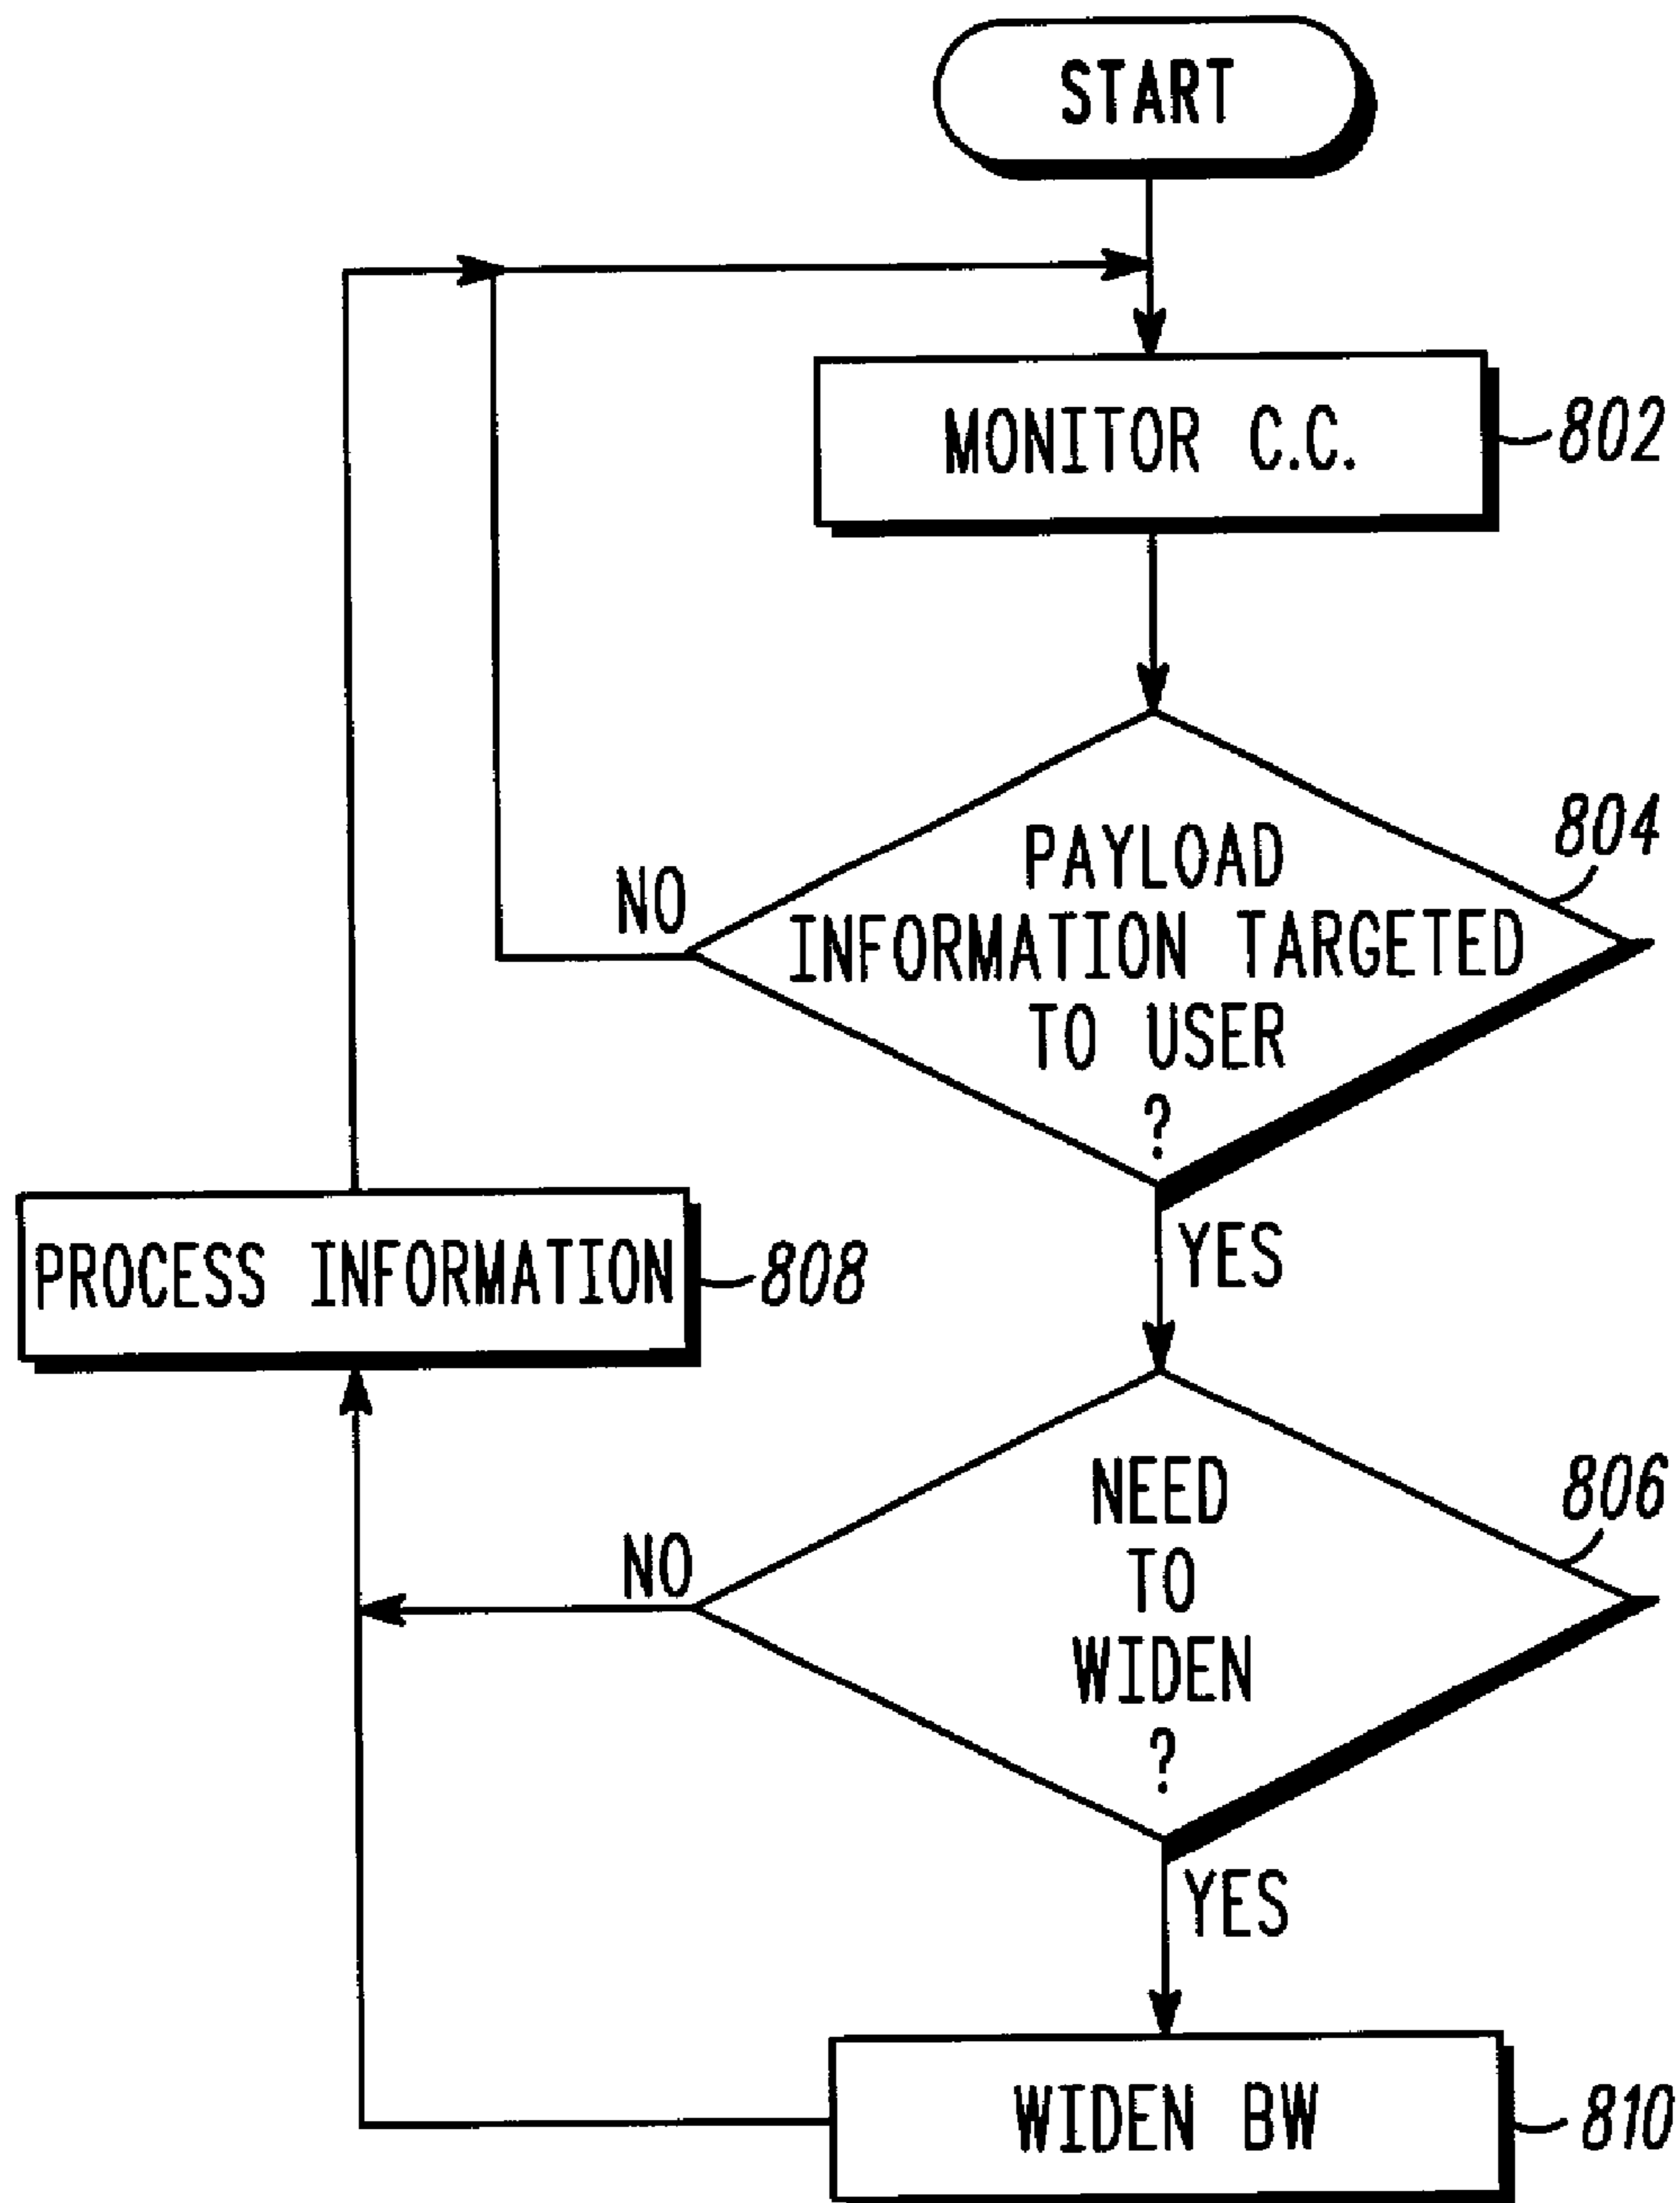 START
MONITOR C.C.
802
PAYLOAD
INFORMATION TARGETED
TO USER
?
804
NO
YES
PROCESS INFORMATION
808
NEED
TO
WIDEN
?
806
NO
YES
WIDEN BW
810